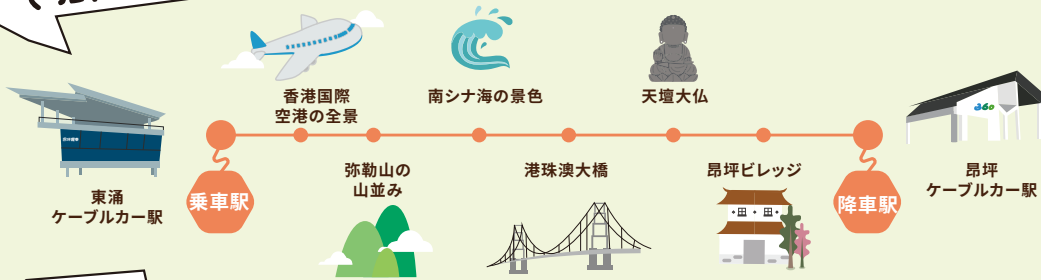 香港国際
空港の全景
南シナ海の景色
天壇大仏
360
乗車駅
降車駅
東涌
ケーブルカー駅
弥勒山の
山並み
港珠澳大橋
昂坪ビレッジ
昂坪
ケーブルカー駅